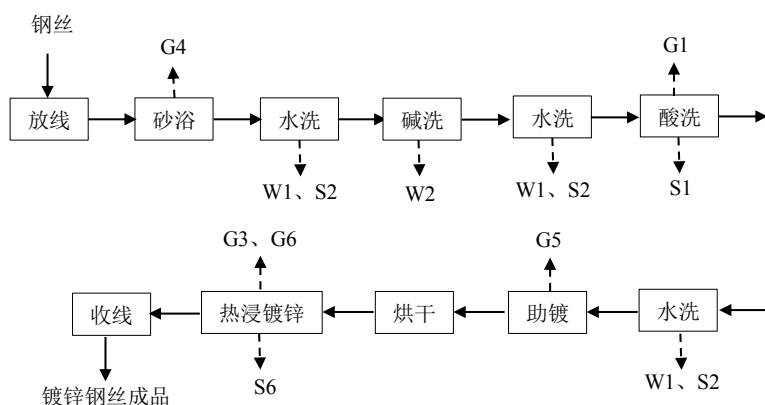 钢丝
G4
G1
放线
砂浴
水洗
碱洗
水洗
酸洗
W1、S2
W2
W1、S2
S1
G3、G6
G5
收线
热浸镀锌
烘干
助镀
水洗
镀锌钢丝成品
S6
W1、S2